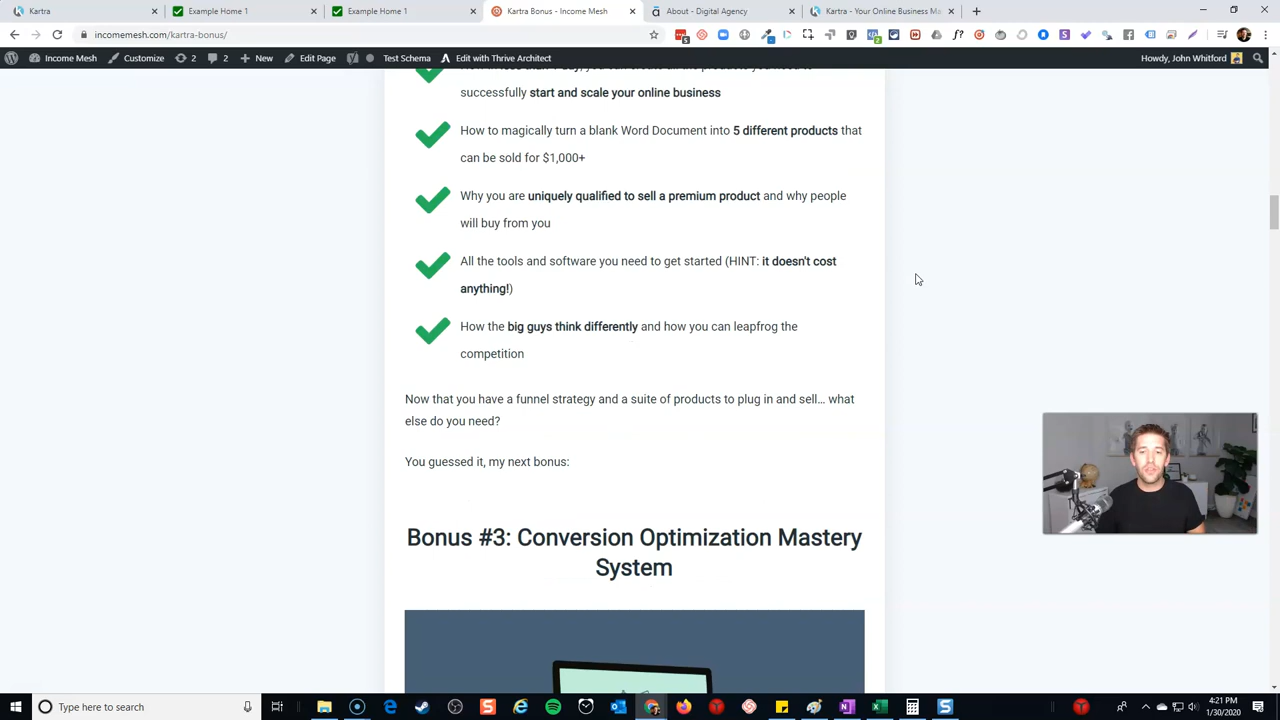 Kartra
Example Home 1
Example Home 1
Kartra Bonus - Income Mesh
About - Digital Agency
Kartra - Your Online Business Ma
incomemesh.com/kartra-bonus/
Income Mesh
Customize
2
New
Edit Page
Test Schema
Edit with Thrive Architect
Howdy, John Whitford
successfully start and scale your online business
How to magically turn a blank Word Document into 5 different products that
can be sold for $1,000+
Why you are uniquely qualified to sell a premium product and why people
will buy from you
All the tools and software you need to get started (HINT: it doesn't cost
anything!)
How the big guys think differently and how you can leapfrog the
competition
Now that you have a funnel strategy and a suite of products to plug in and sell... what
else do you need?
You guessed it, my next bonus:
Bonus #3: Conversion Optimization Mastery
System
Type here to search
4:21 PM
1/30/2020